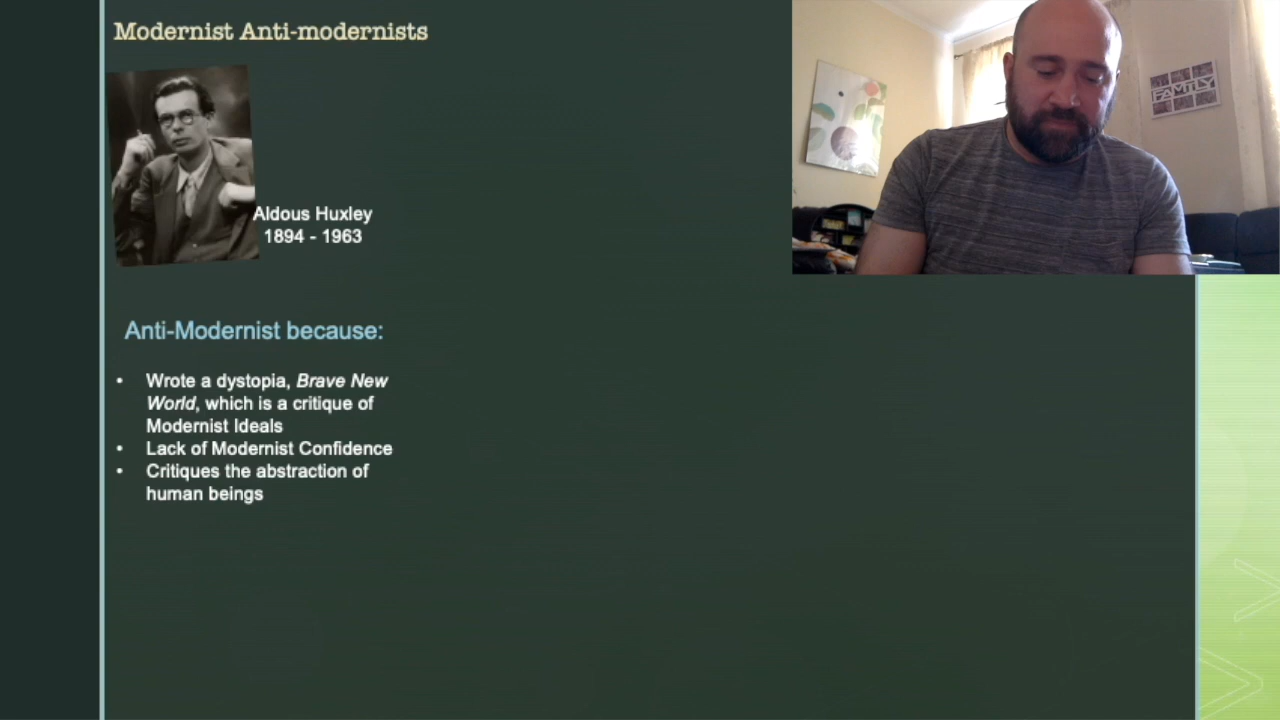 Modernist Anti-modernists
FAMILY
Aldous Huxley
1894 - 1963
Anti-Modernist because:
• Wrote a dystopia, Brave New
World, which is a critique of
Modernist Ideals
• Lack of Modernist Confidence
• Critiques the abstraction of
human beings